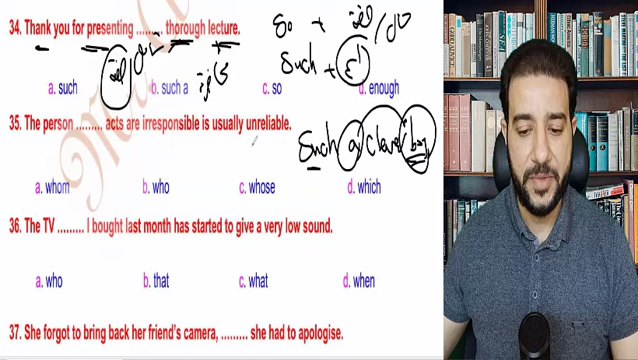 34. Thank you for presenting ......... thorough lecture.
a. such b. such a c. so d. enough
35. The person ......... acts are irresponsible is usually unreliable.
a. whom b. who c. whose d. which
36. The TV ......... I bought last month has started to give a very low sound.
a. who b. that c. what d. when
37. She forgot to bring back her friend's camera, ......... she had to apologise.
So +
Such +
Such a clever boy